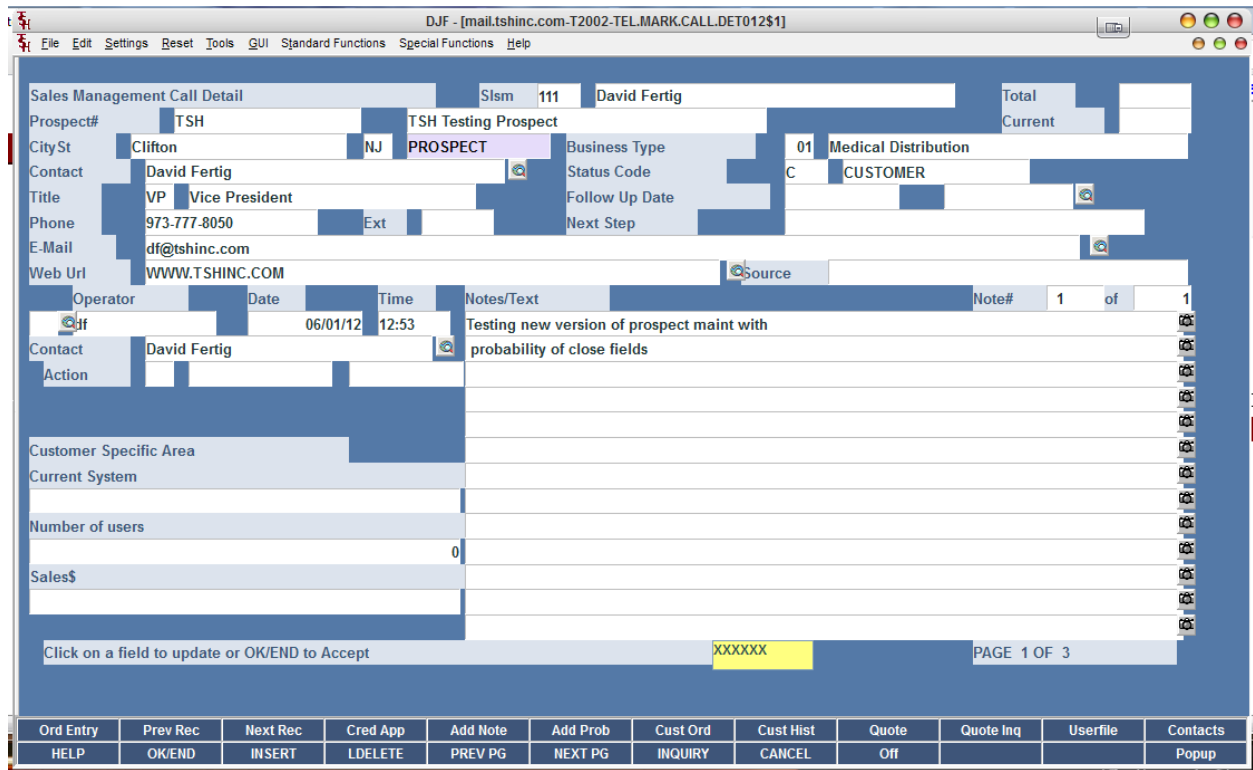 DJF - [mail.tshinc.com-T2002-TEL.MARK.CALL.DET012$1]
File Edit Settings Reset Tools GUI Standard Functions Special Functions Help
Sales Management Call Detail Slsm 111 David Fertig Total
Prospect# TSH TSH Testing Prospect Current
City St Clifton NJ PROSPECT Business Type 01 Medical Distribution
Contact David Fertig Status Code C CUSTOMER
Title VP Vice President Follow Up Date
Phone 973-777-8050 Ext Next Step
E-Mail df@tshinc.com
Web Url WWW.TSHINC.COM Source
Operator Date Time Notes/Text Note# 1 of 1
df 06/01/12 12:53 Testing new version of prospect maint with
Contact David Fertig probability of close fields
Action
Customer Specific Area
Current System
Number of users
0
Sales$
Click on a field to update or OK/END to Accept XXXXXX PAGE 1 OF 3
Ord Entry Prev Rec Next Rec Cred App Add Note Add Prob Cust Ord Cust Hist Quote Quote Inq Userfile Contacts
HELP OK/END INSERT LDELETE PREV PG NEXT PG INQUIRY CANCEL Off Popup